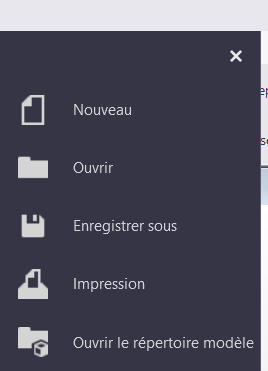 Nouveau
Ouvrir
Enregistrer sous
Impression
Ouvrir le répertoire modèle